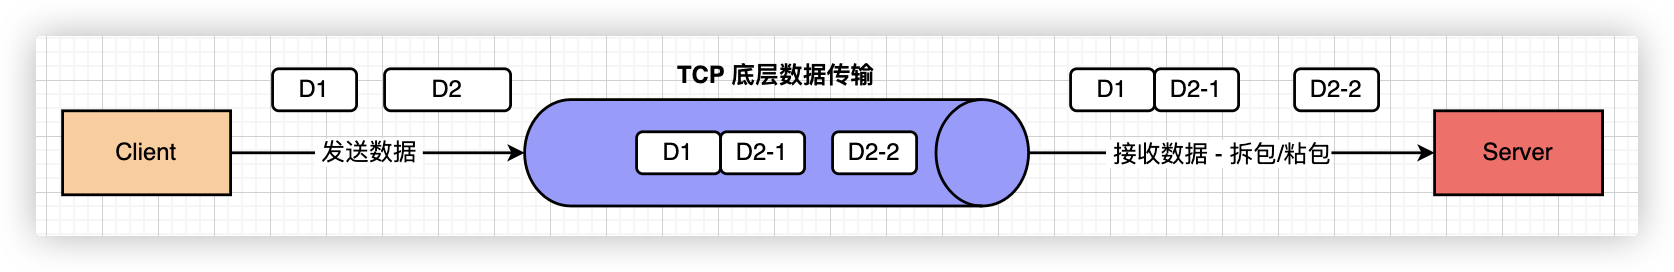 D1
D2
TCP 底层数据传输
D1
D2-1
D2-2
Client
发送数据
D1
D2-1
D2-2
接收数据 - 拆包/粘包
Server